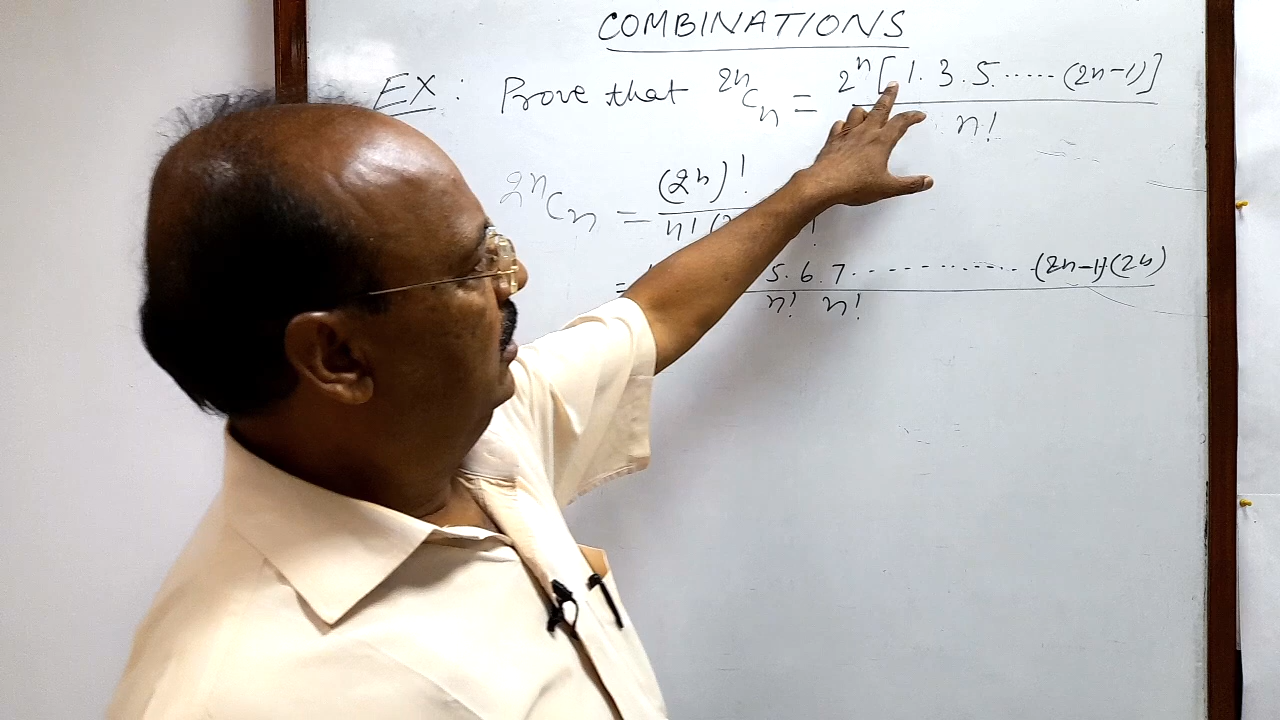 COMBINATIONS
EX : Prove that ²ⁿCₙ = 2ⁿ[1.3.5.....(2n-1)] / n!
²ⁿCₙ = (2n)! / n! (2 !
= 5.6.7...............(2n-1)(2n) / n! n!